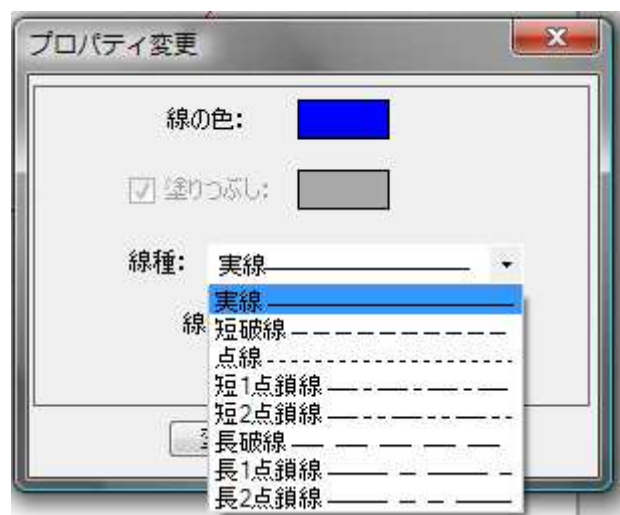 プロパティ変更
線の色:
塗りつぶし:
線種: 実線
実線
線
短破線
点線
短1点鎖線
短2点鎖線
長破線
長1点鎖線
長2点鎖線